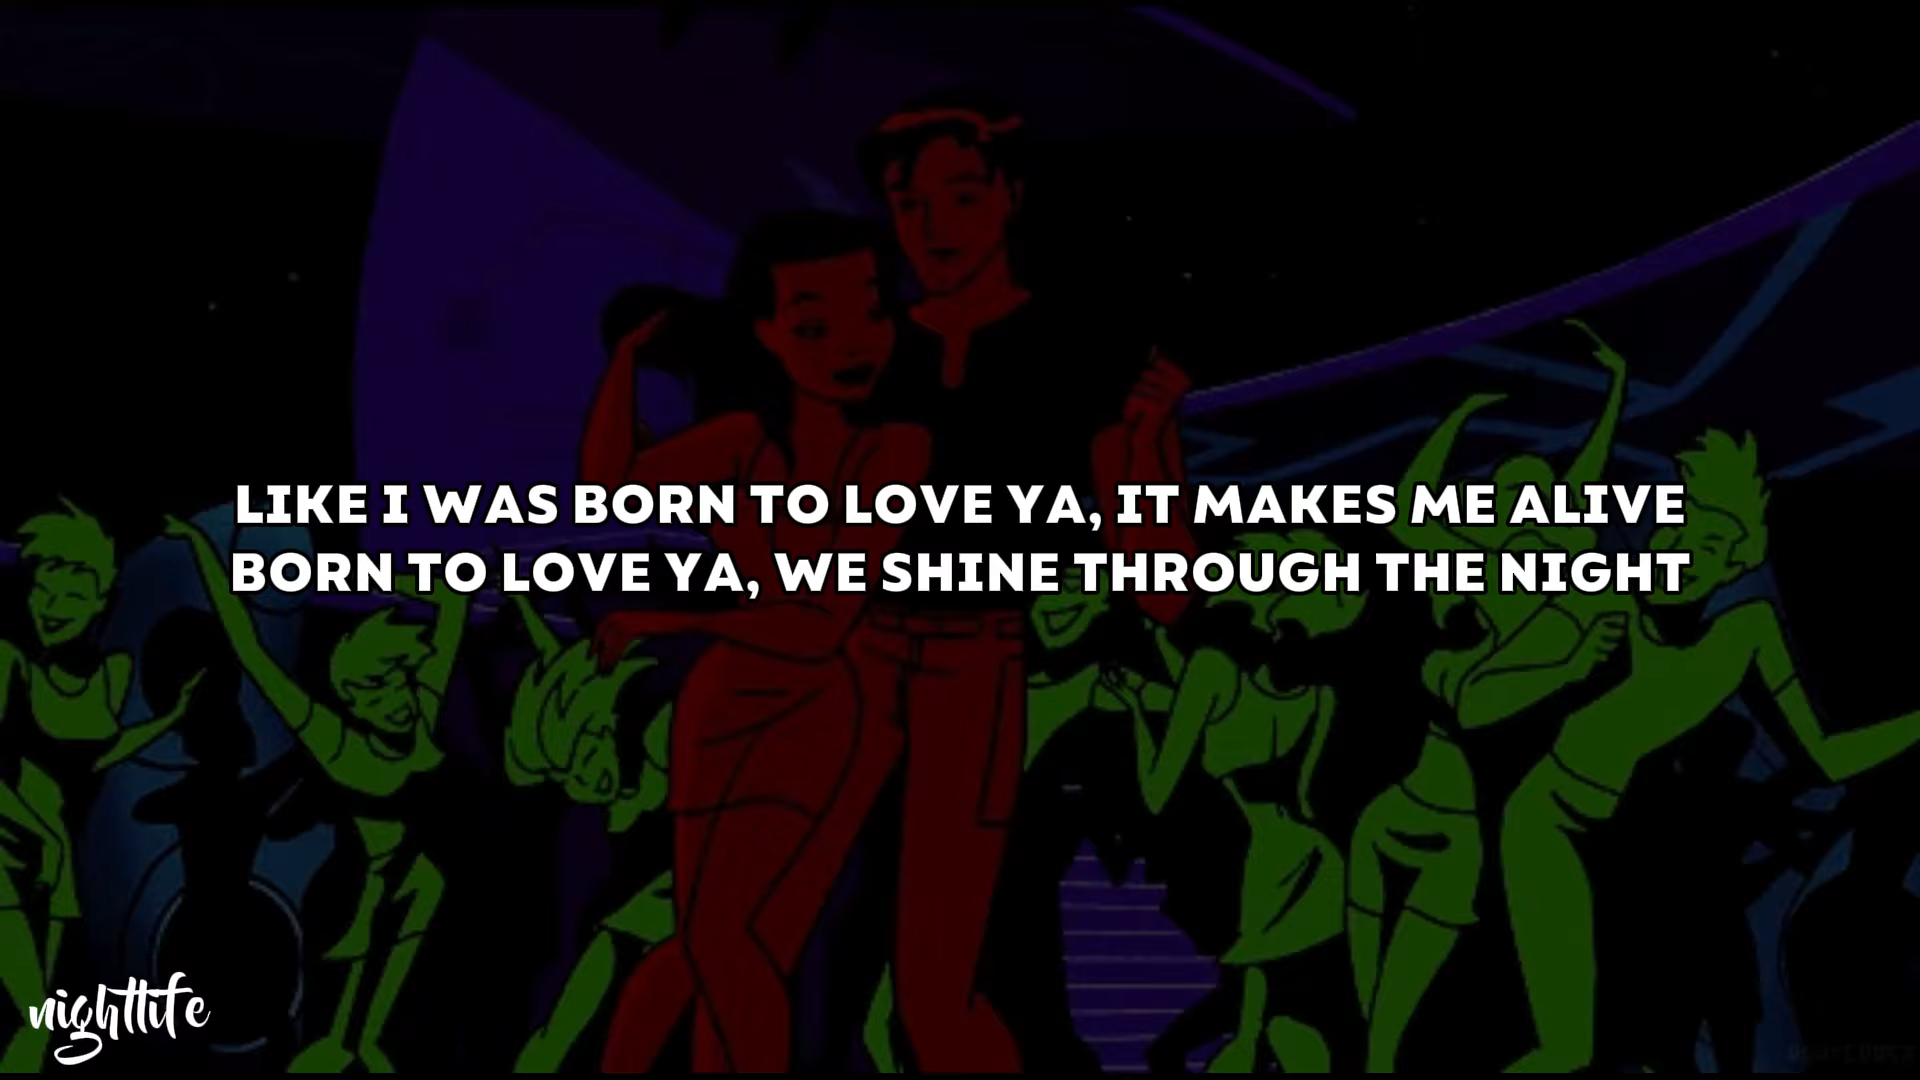 LIKE I WAS BORN TO LOVE YA, IT MAKES ME ALIVE
BORN TO LOVE YA, WE SHINE THROUGH THE NIGHT
nightlife